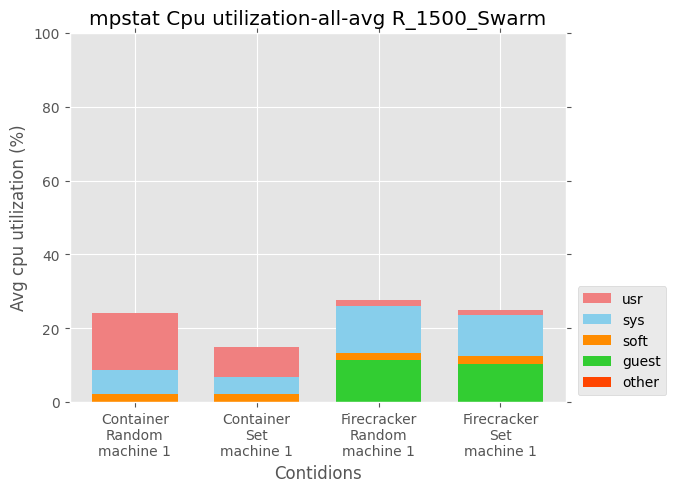 mpstat Cpu utilization-all-avg R_1500_Swarm
Avg cpu utilization (%)
100
80
60
40
20
0
Container
Random
machine 1
Container
Set
machine 1
Firecracker
Random
machine 1
Firecracker
Set
machine 1
Contidions
usr
sys
soft
guest
other